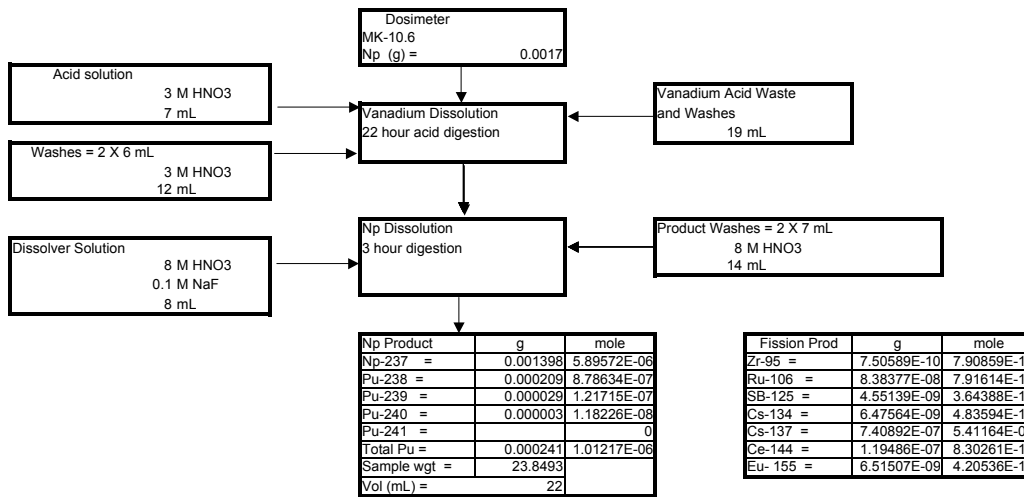 Dosimeter
MK-10.6
Np (g) = 0.0017
Acid solution
3 M HNO3
7 mL
Vanadium Dissolution
22 hour acid digestion
Vanadium Acid Waste
and Washes
19 mL
Washes = 2 X 6 mL
3 M HNO3
12 mL
Np Dissolution
3 hour digestion
Product Washes = 2 X 7 mL
8 M HNO3
14 mL
Dissolver Solution
8 M HNO3
0.1 M NaF
8 mL
Np Product g mole
Np-237 = 0.001398 5.89572E-06
Pu-238 = 0.000209 8.78634E-07
Pu-239 = 0.000029 1.21715E-07
Pu-240 = 0.000003 1.18226E-08
Pu-241 = 0
Total Pu = 0.000241 1.01217E-06
Sample wgt = 23.8493
Vol (mL) = 22
Fission Prod g mole
Zr-95 = 7.50589E-10
Ru-106 = 8.38377E-08
SB-125 = 4.55139E-09
Cs-134 = 6.47564E-09
Cs-137 = 7.40892E-07
Ce-144 = 1.19486E-07
Eu- 155 = 6.51507E-09